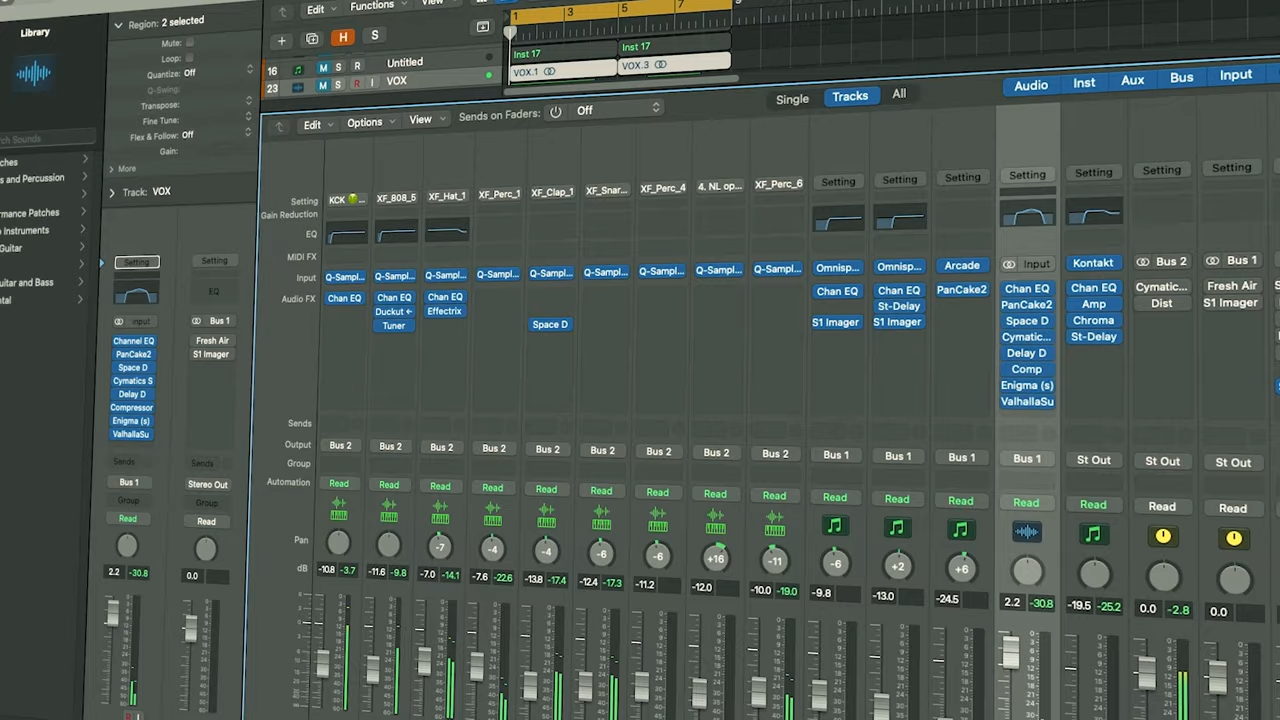 Library
Region: 2 selected
Mute:
Loop:
Quantize: Off
Q-Swing:
Transpose:
Fine Tune:
Flex & Follow: Off
Gain:
More
Track: VOX
Edit
Functions
View
H
S
1 3 5 7
16 M S R Untitled
23 M S R I VOX
Inst 17
Inst 17
VOX.1
VOX.3
Edit Options View Sends on Faders: Off
Single Tracks All
Audio Inst Aux Bus Input
Sounds
and Percussion
Instruments
Guitar
and Bass
Setting
Setting
EQ
Input
Bus 1
Channel EQ
PanCake2
Space D
Cymatics S
Delay D
Compressor
Enigma (s)
ValhallaSu
Fresh Air
S1 Imager
Sends
Sends
Bus 1
Stereo Out
Group
Group
Read
Read
2.2 -30.8
0.0
Setting KCK ... XF_808_5 XF_Hat_1 XF_Perc_1 XF_Clap_1 XF_Snar... XF_Perc_4 4. NL op... XF_Perc_6 Setting Setting Setting Setting Setting Setting Setting
Gain Reduction
EQ
MIDI FX
Input Q-Sampl... Q-Sampl... Q-Sampl... Q-Sampl... Q-Sampl... Q-Sampl... Q-Sampl... Q-Sampl... Q-Sampl... Omnisp... Omnisp... Arcade Input Kontakt Bus 2 Bus 1
Audio FX Chan EQ Chan EQ Chan EQ Chan EQ Chan EQ PanCake2 Chan EQ Chan EQ Cymatic... Fresh Air
Duckut Effectrix St-Delay PanCake2 Amp Dist S1 Imager
Tuner Space D S1 Imager S1 Imager Space D Chroma
Cymatic... St-Delay
Delay D
Comp
Enigma (s)
ValhallaSu
Sends
Output Bus 2 Bus 2 Bus 2 Bus 2 Bus 2 Bus 2 Bus 2 Bus 2 Bus 2 Bus 1 Bus 1 Bus 1 Bus 1 St Out St Out St Out
Group
Automation Read Read Read Read Read Read Read Read Read Read Read Read Read Read Read Read
Pan -7 -4 -4 -6 -6 +16 -11 -6 +2 +6
dB -10.8 -3.7 -11.6 -9.8 -7.0 -14.1 -7.6 -22.6 -13.8 -17.4 -12.4 -17.3 -11.2 -12.0 -10.0 -19.0 -9.8 -13.0 -24.5 2.2 -30.8 -19.5 -25.2 0.0 -2.8 0.0